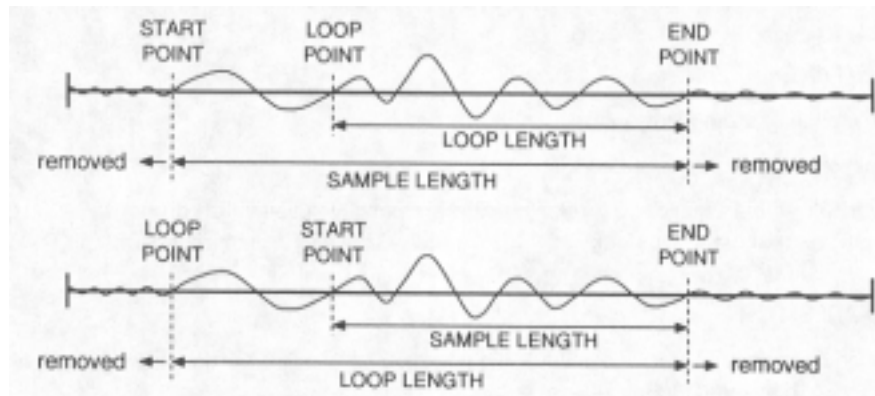 START POINT
LOOP POINT
END POINT
LOOP LENGTH
removed
removed
SAMPLE LENGTH
LOOP POINT
START POINT
END POINT
SAMPLE LENGTH
removed
removed
LOOP LENGTH